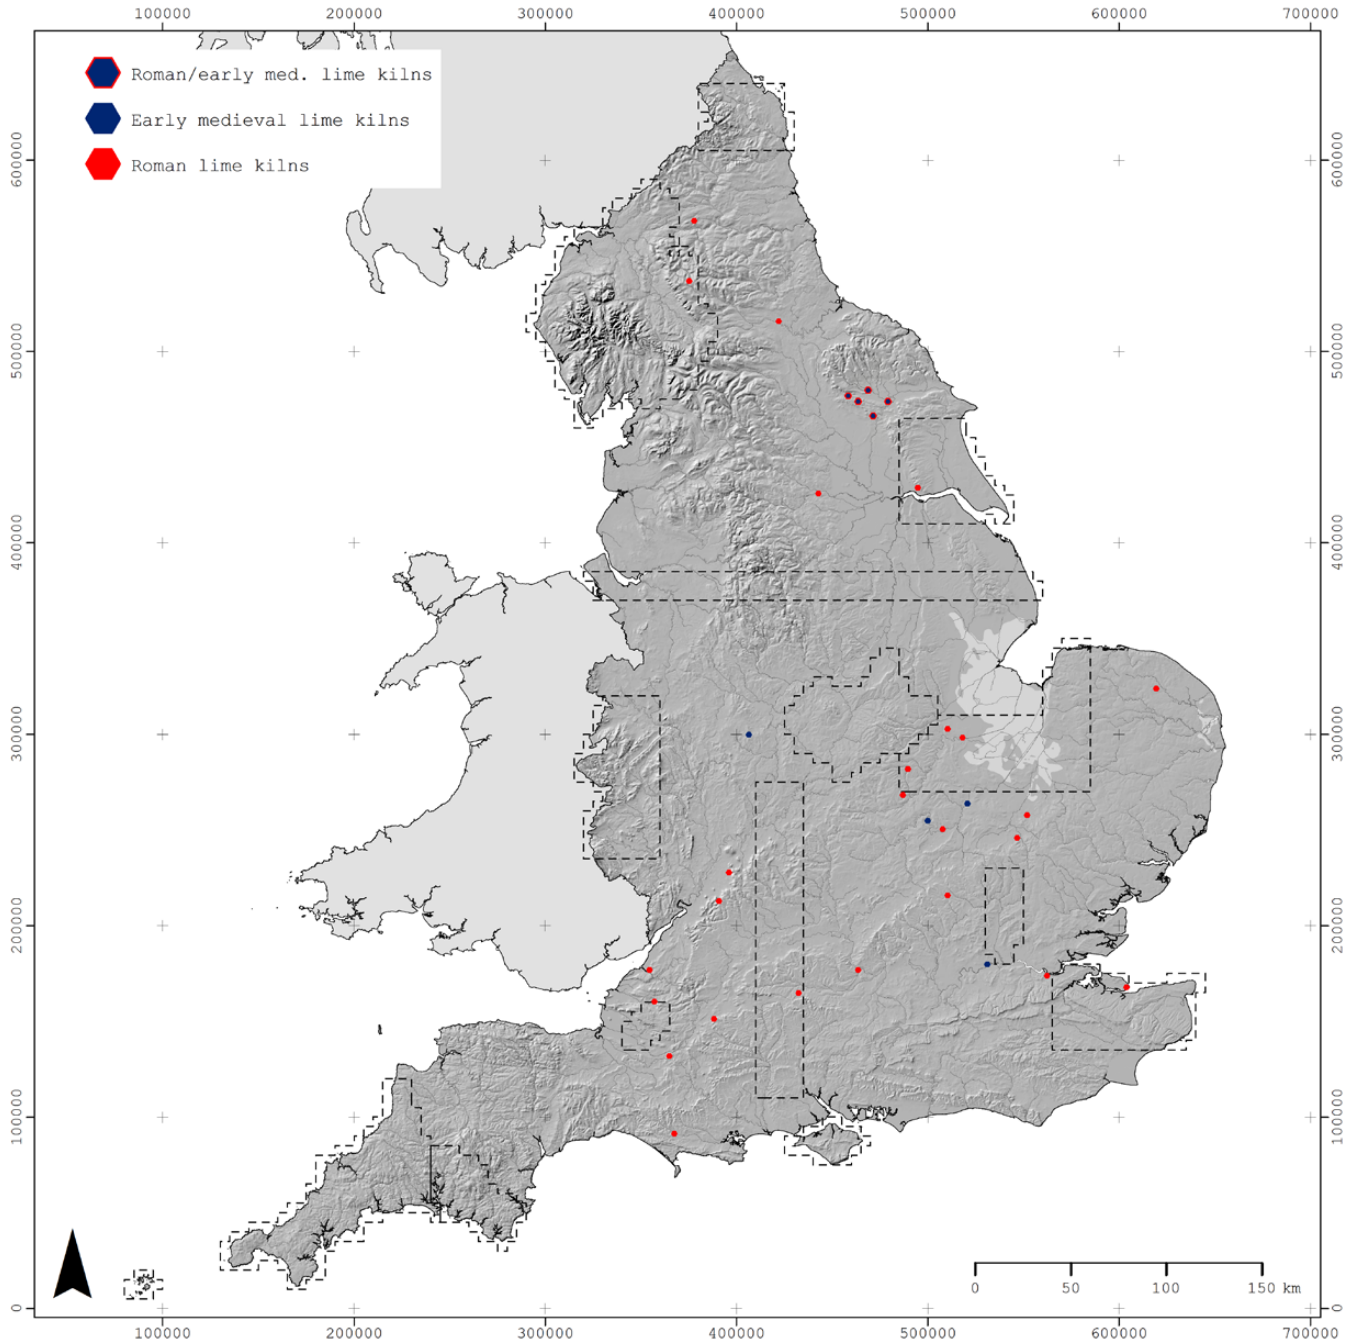 100000 200000 300000 400000 500000 600000 700000
Roman/early med. lime kilns
Early medieval lime kilns
Roman lime kilns
600000 600000
500000 500000
400000 400000
300000 300000
200000 200000
100000 100000
0 50 100 150 km
0 0
100000 200000 300000 400000 500000 600000 700000